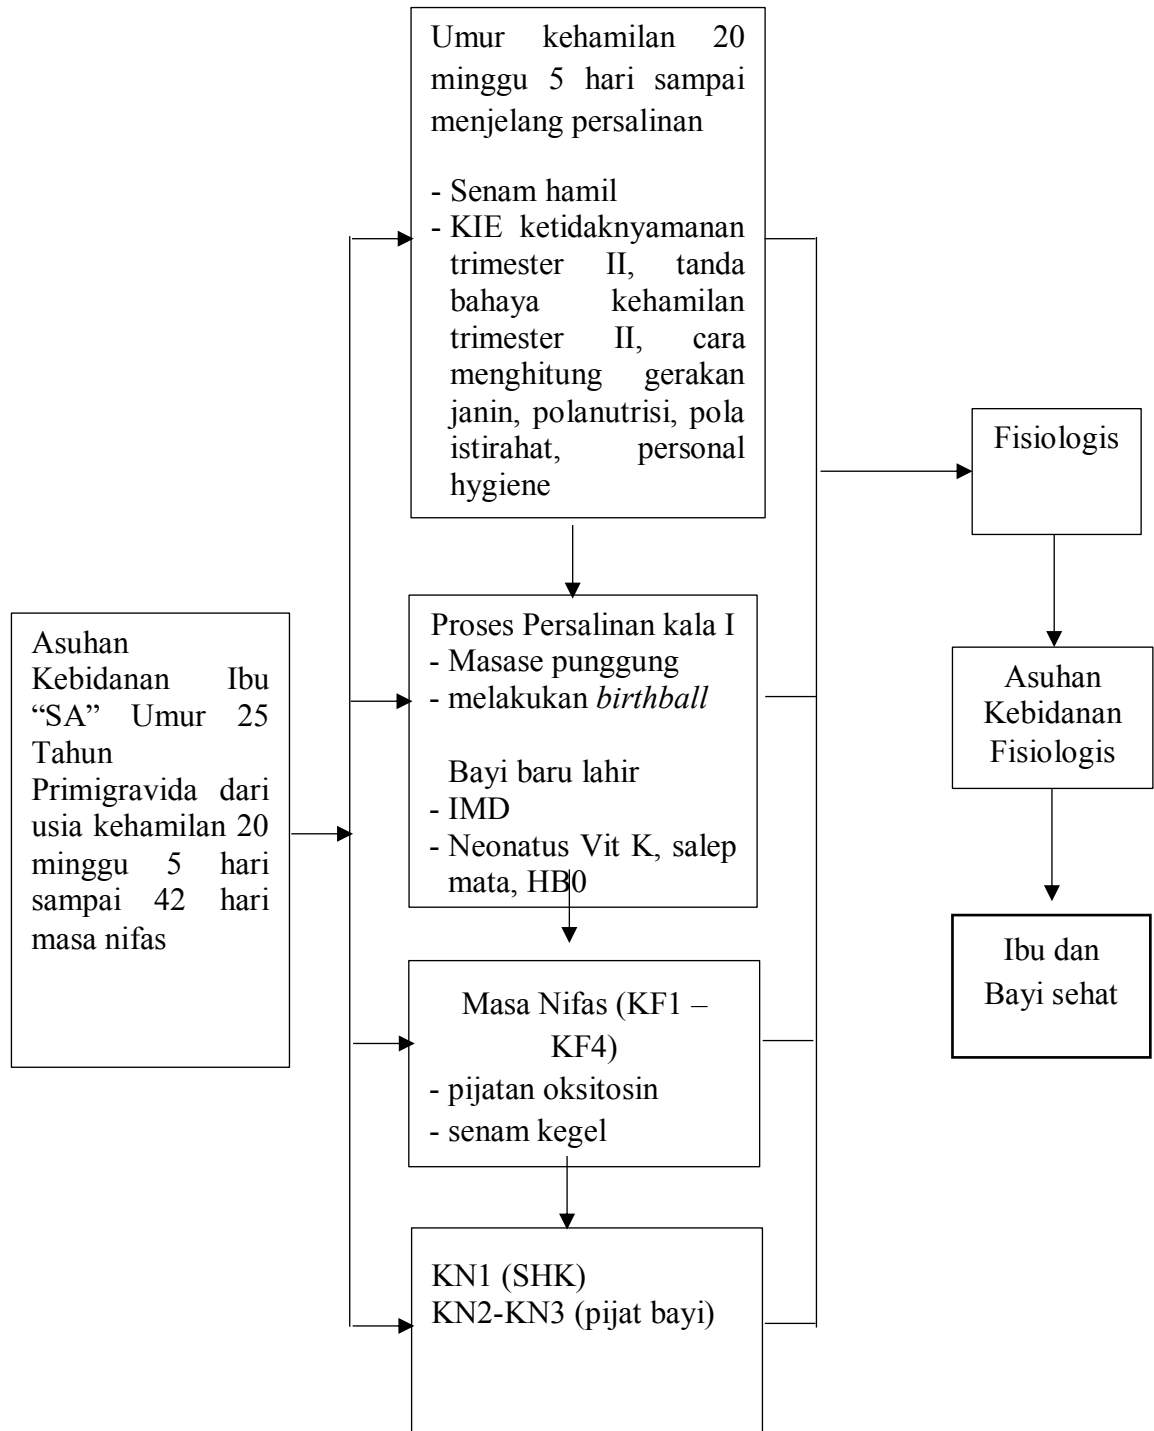 Umur kehamilan 20
minggu 5 hari sampai
menjelang persalinan
- Senam hamil
- KIE ketidaknyamanan
trimester II, tanda
bahaya kehamilan
trimester II, cara
menghitung gerakan
janin, polanutrisi, pola
istirahat, personal
hygiene
Asuhan
Kebidanan Ibu
“SA” Umur 25
Tahun
Primigravida dari
usia kehamilan 20
minggu 5 hari
sampai 42 hari
masa nifas
Proses Persalinan kala I
- Masase punggung
- melakukan birthball
Bayi baru lahir
- IMD
- Neonatus Vit K, salep
mata, HB0
Masa Nifas (KF1 –
KF4)
- pijatan oksitosin
- senam kegel
KN1 (SHK)
KN2-KN3 (pijat bayi)
Fisiologis
Asuhan
Kebidanan
Fisiologis
Ibu dan
Bayi sehat